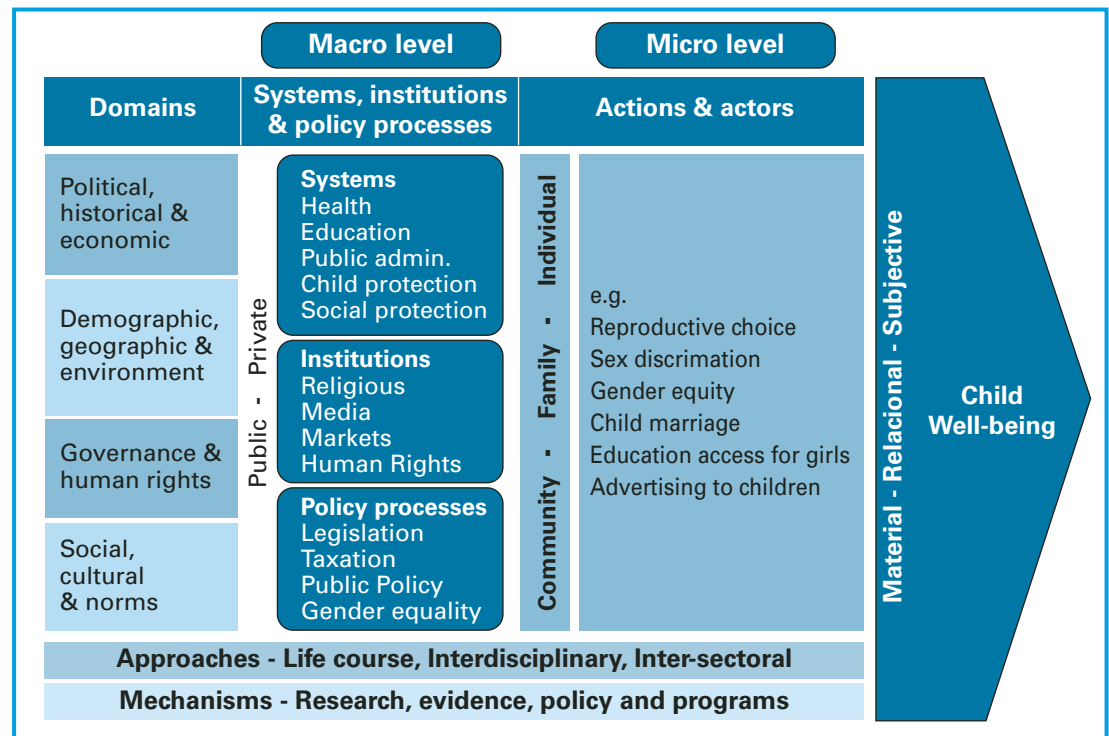 Macro level
Micro level
Domains
Systems, institutions
& policy processes
Actions & actors
Political,
historical &
economic
Demographic,
geographic &
environment
Governance &
human rights
Social,
cultural
& norms
Public - Private
Systems
Health
Education
Public admin.
Child protection
Social protection
Institutions
Religious
Media
Markets
Human Rights
Policy processes
Legislation
Taxation
Public Policy
Gender equality
Community - Family - Individual
e.g.
Reproductive choice
Sex discrimation
Gender equity
Child marriage
Education access for girls
Advertising to children
Material - Relacional - Subjective
Child
Well-being
Approaches - Life course, Interdisciplinary, Inter-sectoral
Mechanisms - Research, evidence, policy and programs